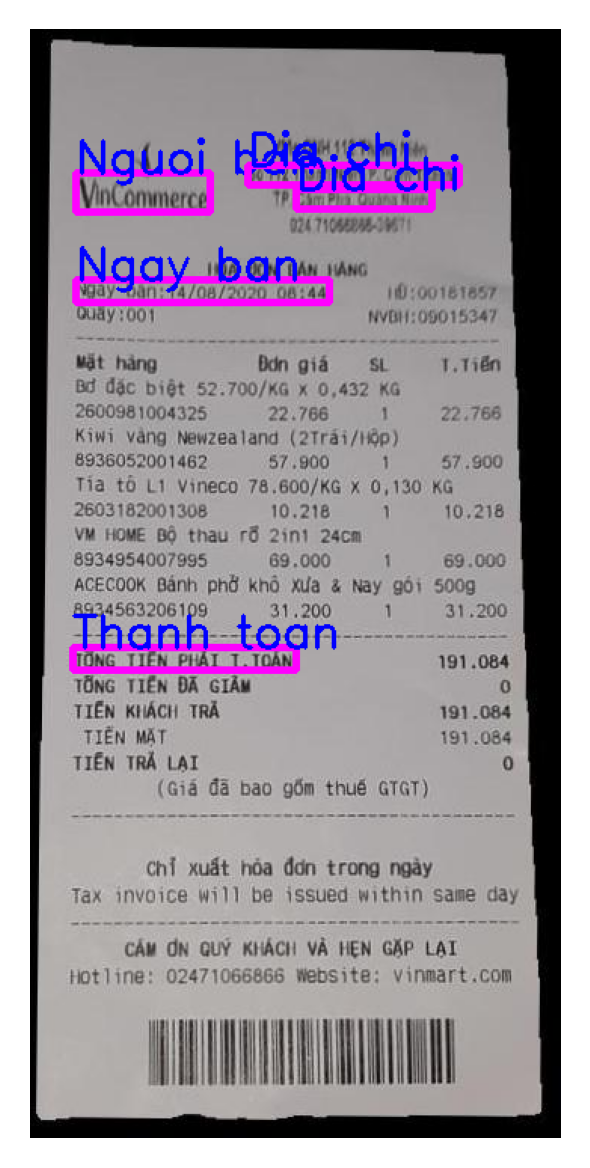 Nguoi ban
Dia chi
Dia chi
VinCommerce
TP. Cẩm Phả, Quảng Ninh
024.71066866-39671
Ngay ban
HÓA ĐƠN BÁN HÀNG
Ngày bán:14/08/2020 08:44 HĐ:00181857
Quầy:001 NVBH:09015347
Mặt hàng Đơn giá SL T.Tiền
Bơ đặc biệt 52.700/KG X 0,432 KG
2600981004325 22.766 1 22.766
Kiwi vàng Newzealand (2Trái/Hộp)
8936052001462 57.900 1 57.900
Tía tô L1 Vineco 78.600/KG X 0,130 KG
2603182001308 10.218 1 10.218
VM HOME Bộ thau rổ 2in1 24cm
8934954007995 69.000 1 69.000
ACECOOK Bánh phở khô Xưa & Nay gói 500g
8934563206109 31.200 1 31.200
Thanh toan
TỔNG TIỀN PHẢI T.TOÁN 191.084
TỔNG TIỀN ĐÃ GIẢM 0
TIỀN KHÁCH TRẢ 191.084
TIỀN MẶT 191.084
TIỀN TRẢ LẠI 0
(Giá đã bao gồm thuế GTGT)
Chỉ xuất hóa đơn trong ngày
Tax invoice will be issued within same day
CẢM ƠN QUÝ KHÁCH VÀ HẸN GẶP LẠI
Hotline: 02471066866 Website: vinmart.com